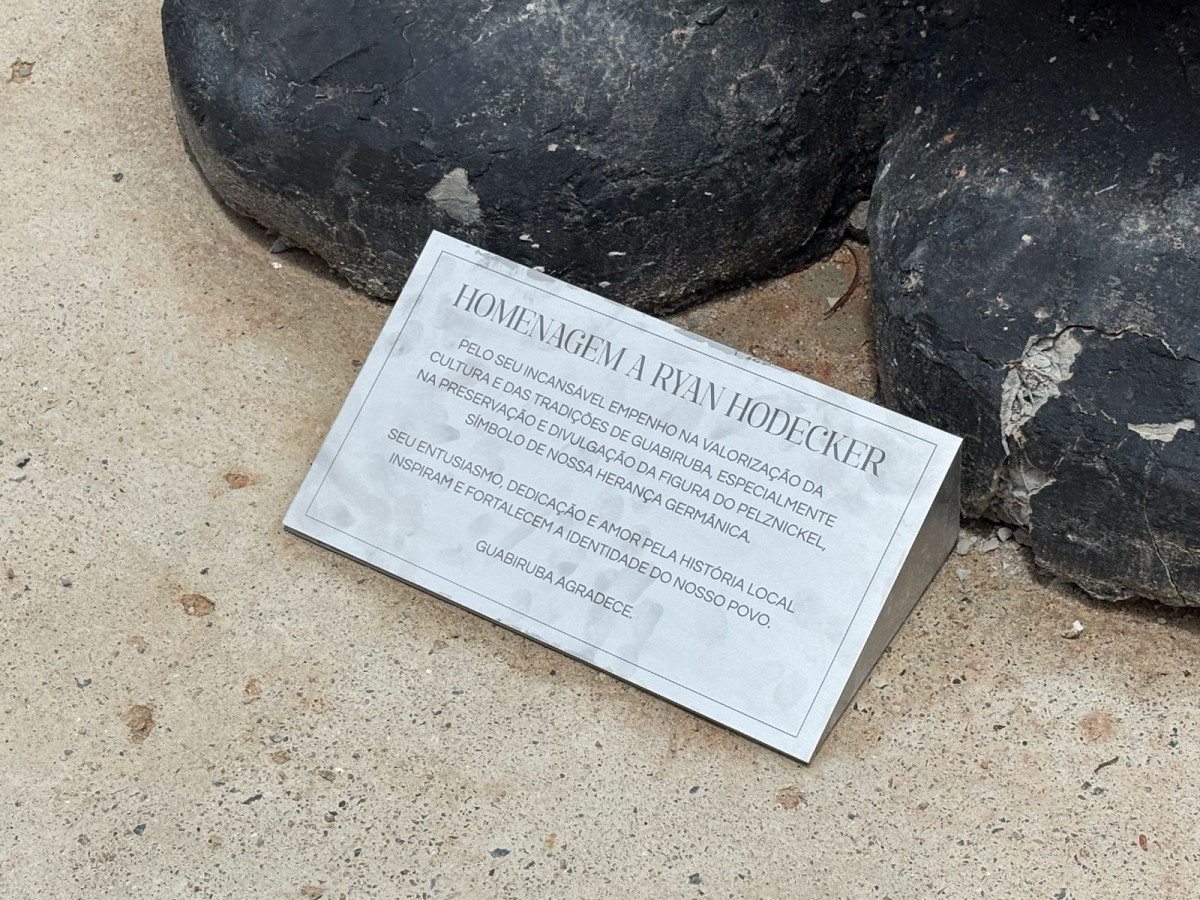 HOMENAGEM A RYAN HODECKER
PELO SEU INCANSÁVEL EMPENHO NA VALORIZAÇÃO DA
CULTURA E DAS TRADIÇÕES DE GUABIRUBA, ESPECIALMENTE
NA PRESERVAÇÃO E DIVULGAÇÃO DA FIGURA DO PELZNICKEL,
SÍMBOLO DE NOSSA HERANÇA GERMÂNICA.
SEU ENTUSIASMO, DEDICAÇÃO E AMOR PELA HISTÓRIA LOCAL
INSPIRAM E FORTALECEM A IDENTIDADE DO NOSSO POVO.
GUABIRUBA AGRADECE.